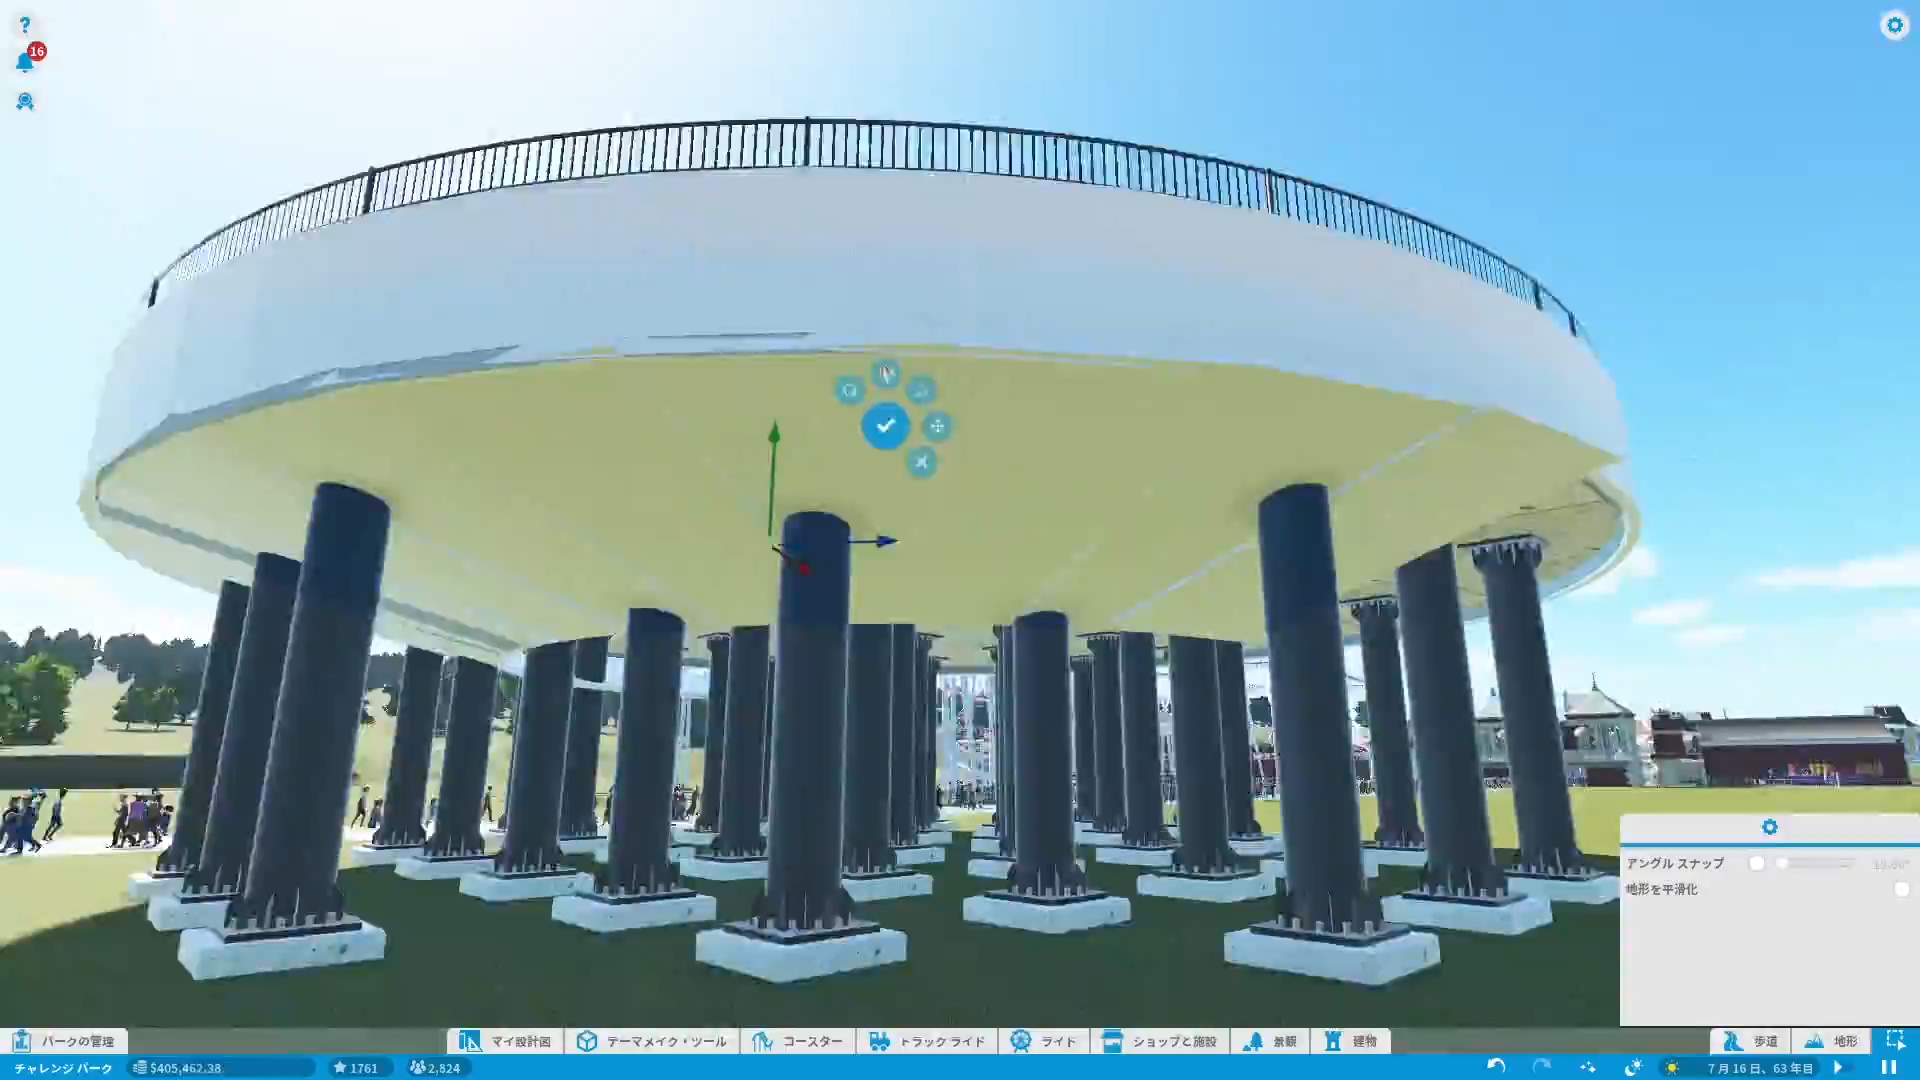 ?
16
アングル スナップ
地形を平滑化
パークの管理
マイ設計図
テーマメイク・ツール
コースター
トラック ライド
ライド
ショップと施設
景観
建物
歩道
地形
チャレンジ パーク
$405,462.38
1761
2,824
7 月 16 日、63 年目